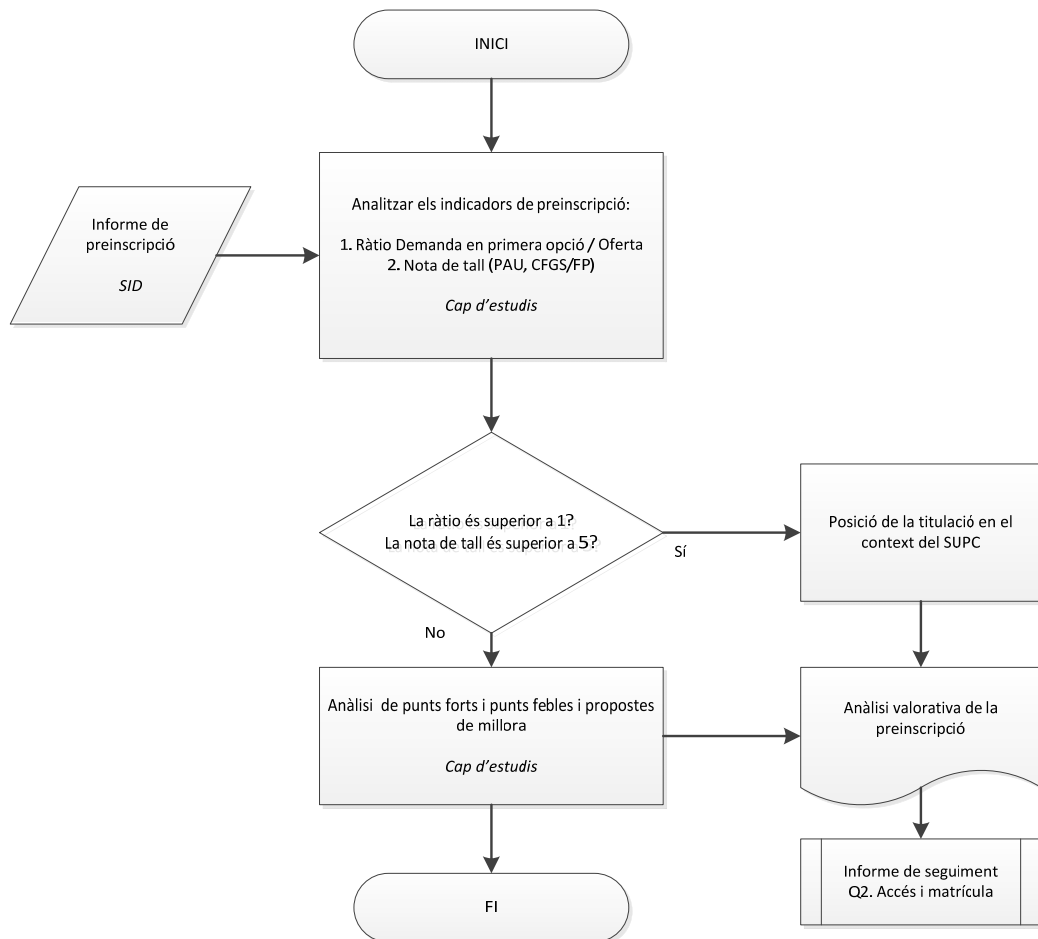 INICI
Informe de
preinscripció
SID
Analitzar els indicadors de preinscripció:
1. Ràtio Demanda en primera opció / Oferta
2. Nota de tall (PAU, CFGS/FP)
Cap d'estudis
La ràtio és superior a 1?
La nota de tall és superior a 5?
Sí
No
Posició de la titulació en el
context del SUPC
Anàlisi de punts forts i punts febles i propostes
de millora
Cap d'estudis
Anàlisi valorativa de la
preinscripció
Informe de seguiment
Q2. Accés i matrícula
FI